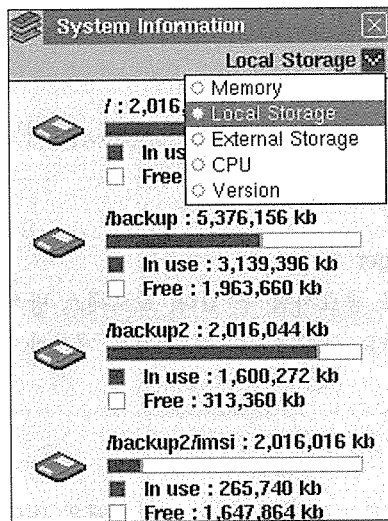 System Information
Local Storage
/ : 2,016,
Memory
Local Storage
External Storage
CPU
Version
In us
Free
/backup : 5,376,156 kb
In use : 3,139,396 kb
Free : 1,963,660 kb
/backup2 : 2,016,044 kb
In use : 1,600,272 kb
Free : 313,360 kb
/backup2/imsi : 2,016,016 kb
In use : 265,740 kb
Free : 1,647,864 kb